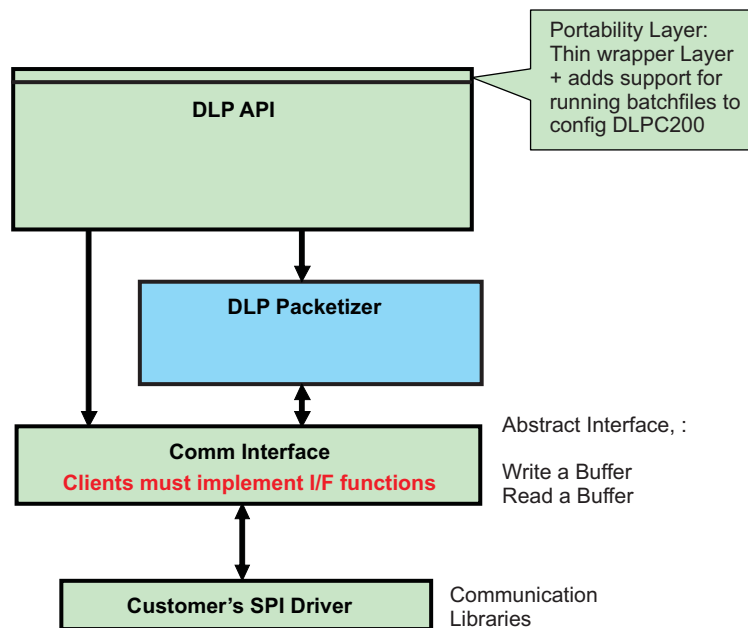 Portability Layer:
Thin wrapper Layer
+ adds support for
running batchfiles to
config DLPC200
DLP API
DLP Packetizer
Abstract Interface, :
Write a Buffer
Read a Buffer
Comm Interface
Clients must implement I/F functions
Customer's SPI Driver
Communication
Libraries